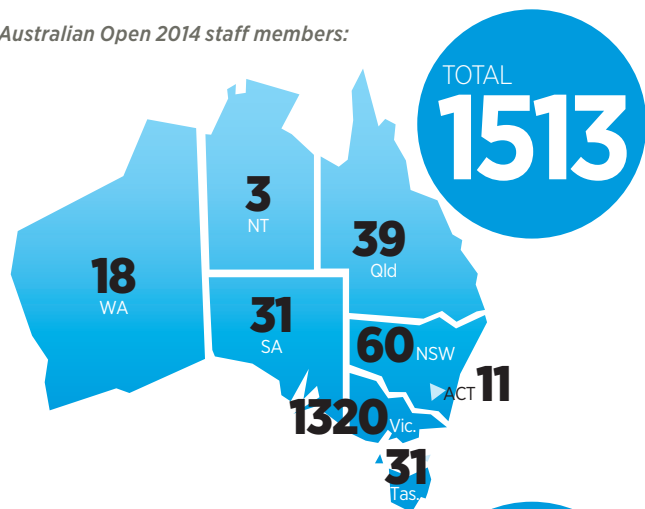 Australian Open 2014 staff members:
TOTAL
1513
3
NT
39
Qld
18
WA
31
SA
60 NSW
ACT 11
1320 Vic.
31
Tas.